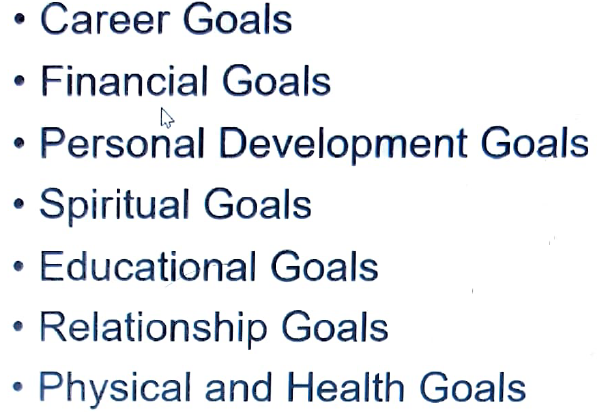 • Career Goals
• Financial Goals
• Personal Development Goals
• Spiritual Goals
• Educational Goals
• Relationship Goals
• Physical and Health Goals